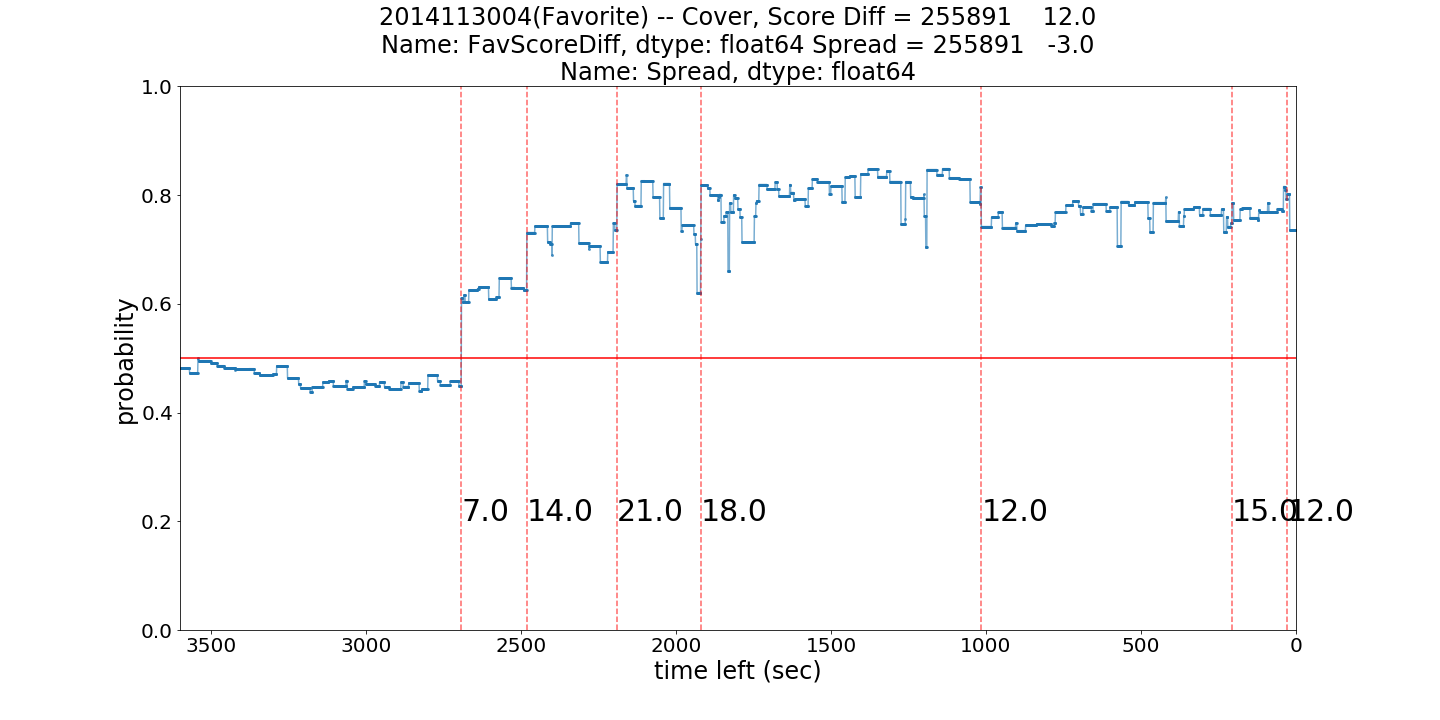 2014113004(Favorite) -- Cover, Score Diff = 255891    12.0
Name: FavScoreDiff, dtype: float64 Spread = 255891   -3.0
Name: Spread, dtype: float64
1.0
0.8
0.6
0.4
0.2
0.0
probability
7.0 14.0 21.0 18.0 12.0 15.0 12.0
3500 3000 2500 2000 1500 1000 500 0
time left (sec)